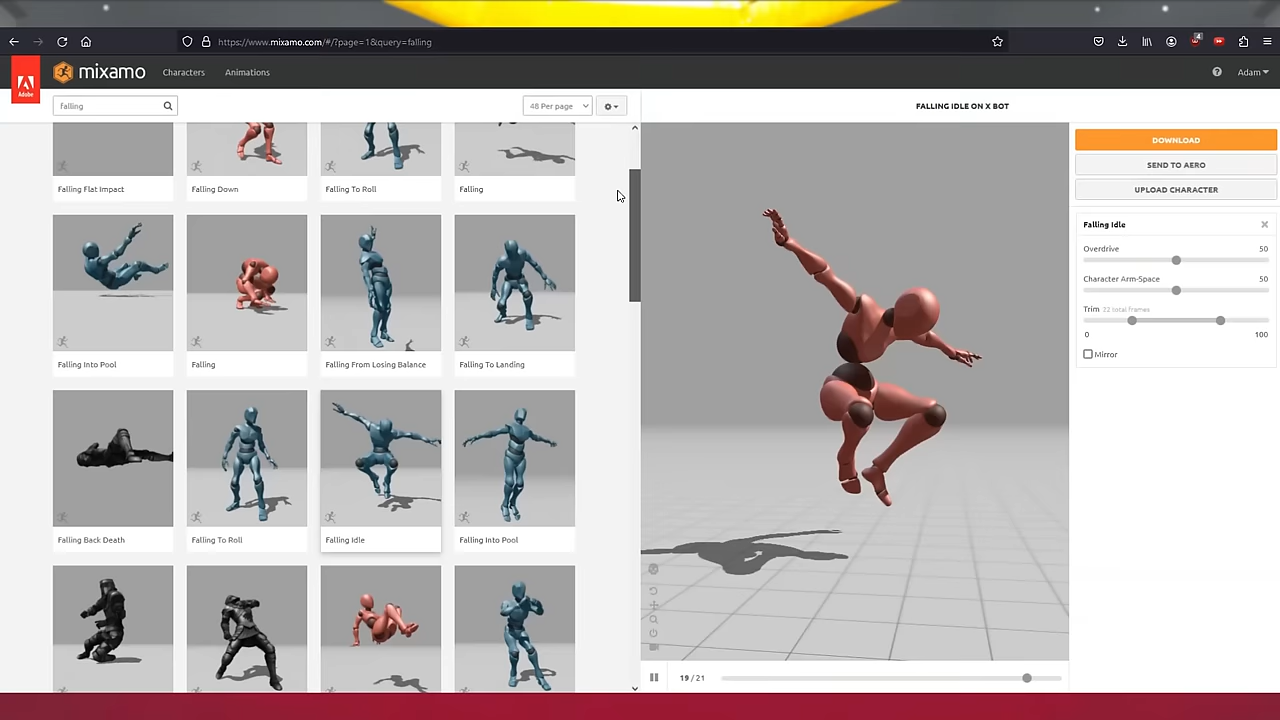 https://www.mixamo.com/#/?page=1&query=falling
4
Adobe
mixamo
Characters
Animations
Adam
falling
48 Per page
FALLING IDLE ON X BOT
DOWNLOAD
SEND TO AERO
UPLOAD CHARACTER
Falling Flat Impact
Falling Down
Falling To Roll
Falling
Falling Idle
Overdrive 50
Character Arm-Space 50
Trim 22 total frames
0 100
Mirror
Falling Into Pool
Falling
Falling From Losing Balance
Falling To Landing
Falling Back Death
Falling To Roll
Falling Idle
Falling Into Pool
19 / 21